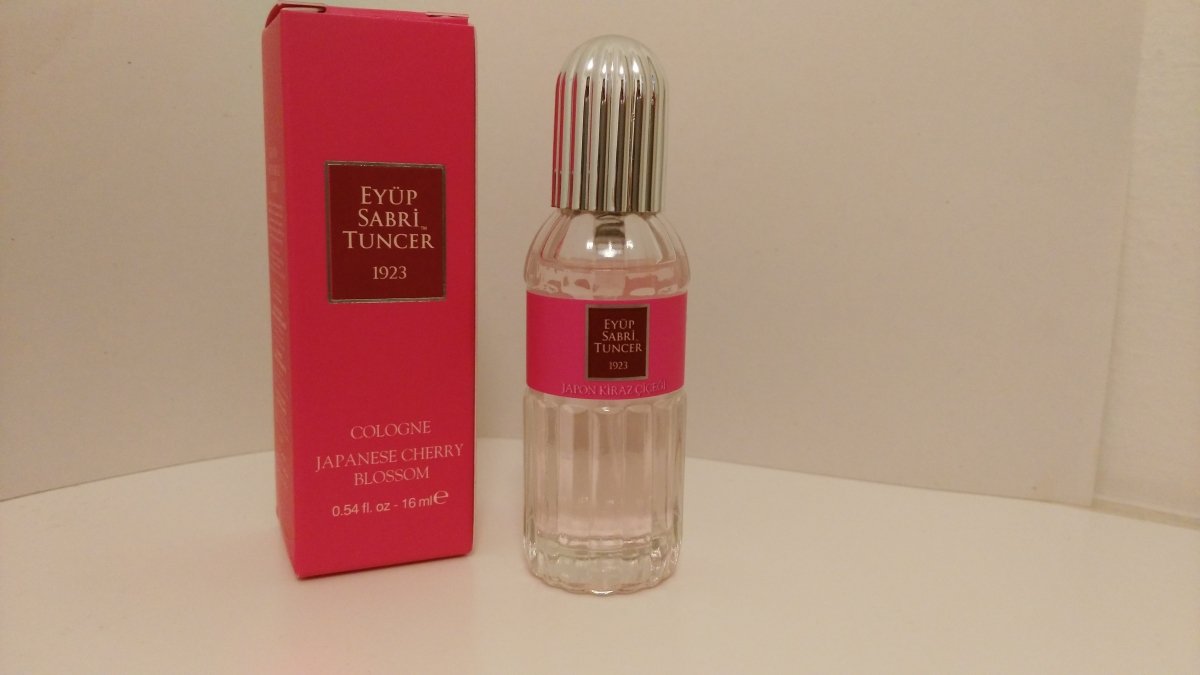 EYÜP
SABRİ
TUNCER™
1923
COLOGNE
JAPANESE CHERRY
BLOSSOM
0.54 fl. oz - 16 ml ℮
EYÜP
SABRİ
TUNCER
1923
JAPON KİRAZ ÇİÇEĞİ